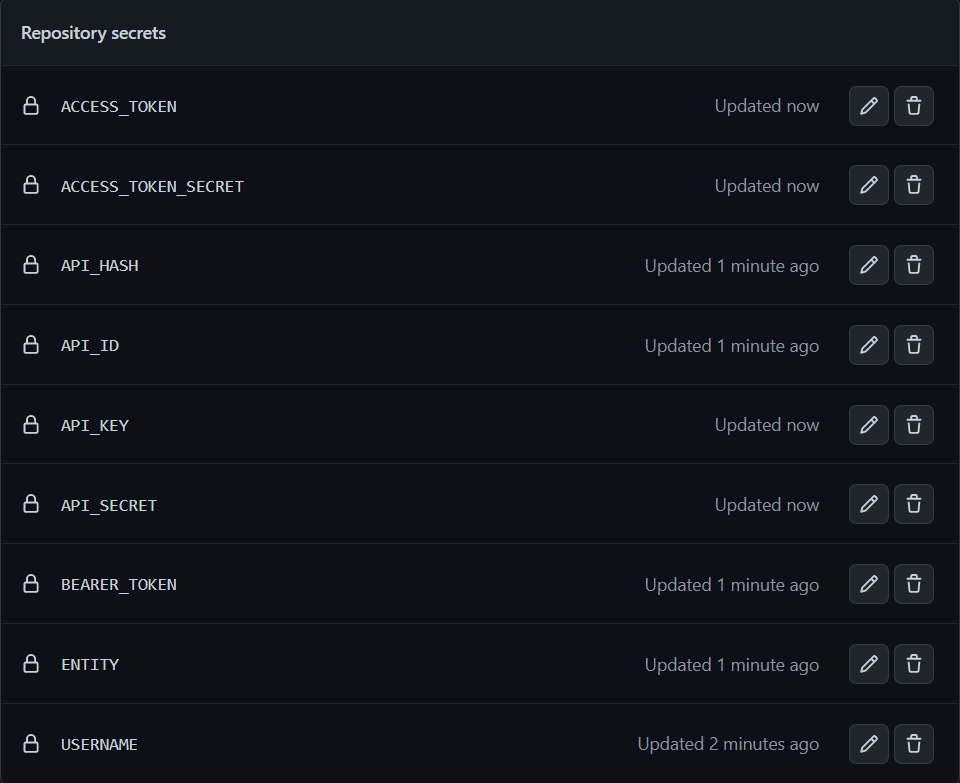 Repository secrets
ACCESS_TOKEN Updated now
ACCESS_TOKEN_SECRET Updated now
API_HASH Updated 1 minute ago
API_ID Updated 1 minute ago
API_KEY Updated now
API_SECRET Updated now
BEARER_TOKEN Updated 1 minute ago
ENTITY Updated 1 minute ago
USERNAME Updated 2 minutes ago